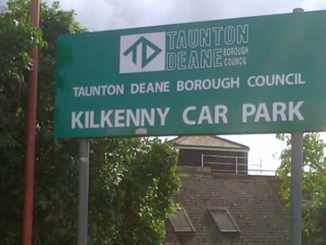 TD TAUNTON
DEANE BOROUGH
COUNCIL
TAUNTON DEANE BOROUGH COUNCIL
KILKENNY CAR PARK